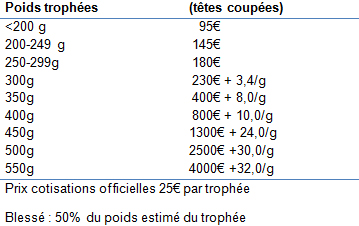 Poids trophées (têtes coupées)
<200 g 95€
200-249 g 145€
250-299g 180€
300g 230€ + 3,4/g
350g 400€ + 8,0/g
400g 800€ + 10,0/g
450g 1300€ + 24,0/g
500g 2500€ +30,0/g
550g 4000€ +32,0/g
Prix cotisations officielles 25€ par trophée
Blessé : 50% du poids estimé du trophée